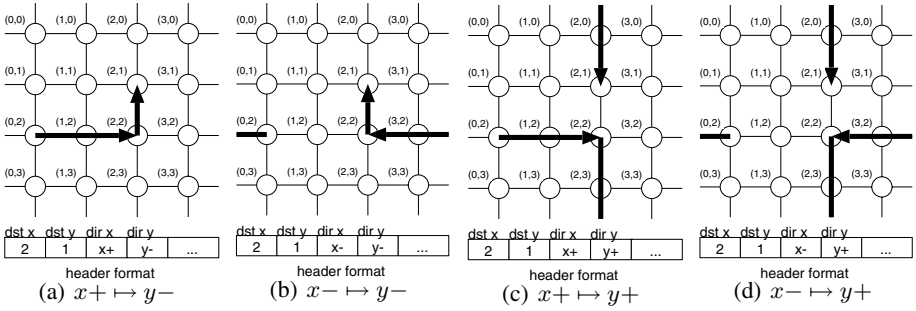 (0,0) (1,0) (2,0) (3,0) (0,0) (1,0) (2,0) (3,0) (0,0) (1,0) (2,0) (3,0) (0,0) (1,0) (2,0) (3,0)
(0,1) (1,1) (2,1) (3,1) (0,1) (1,1) (2,1) (3,1) (0,1) (1,1) (2,1) (3,1) (0,1) (1,1) (2,1) (3,1)
(0,2) (1,2) (2,2) (3,2) (0,2) (1,2) (2,2) (3,2) (0,2) (1,2) (2,2) (3,2) (0,2) (1,2) (2,2) (3,2)
(0,3) (1,3) (2,3) (3,3) (0,3) (1,3) (2,3) (3,3) (0,3) (1,3) (2,3) (3,3) (0,3) (1,3) (2,3) (3,3)
dst x dst y dir x dir y dst x dst y dir x dir y dst x dst y dir x dir y dst x dst y dir x dir y
2 1 x+ y- ... 2 1 x- y- ... 2 1 x+ y+ ... 2 1 x- y+ ...
header format header format header format header format
(a) x+ ↦ y− (b) x− ↦ y− (c) x+ ↦ y+ (d) x− ↦ y+